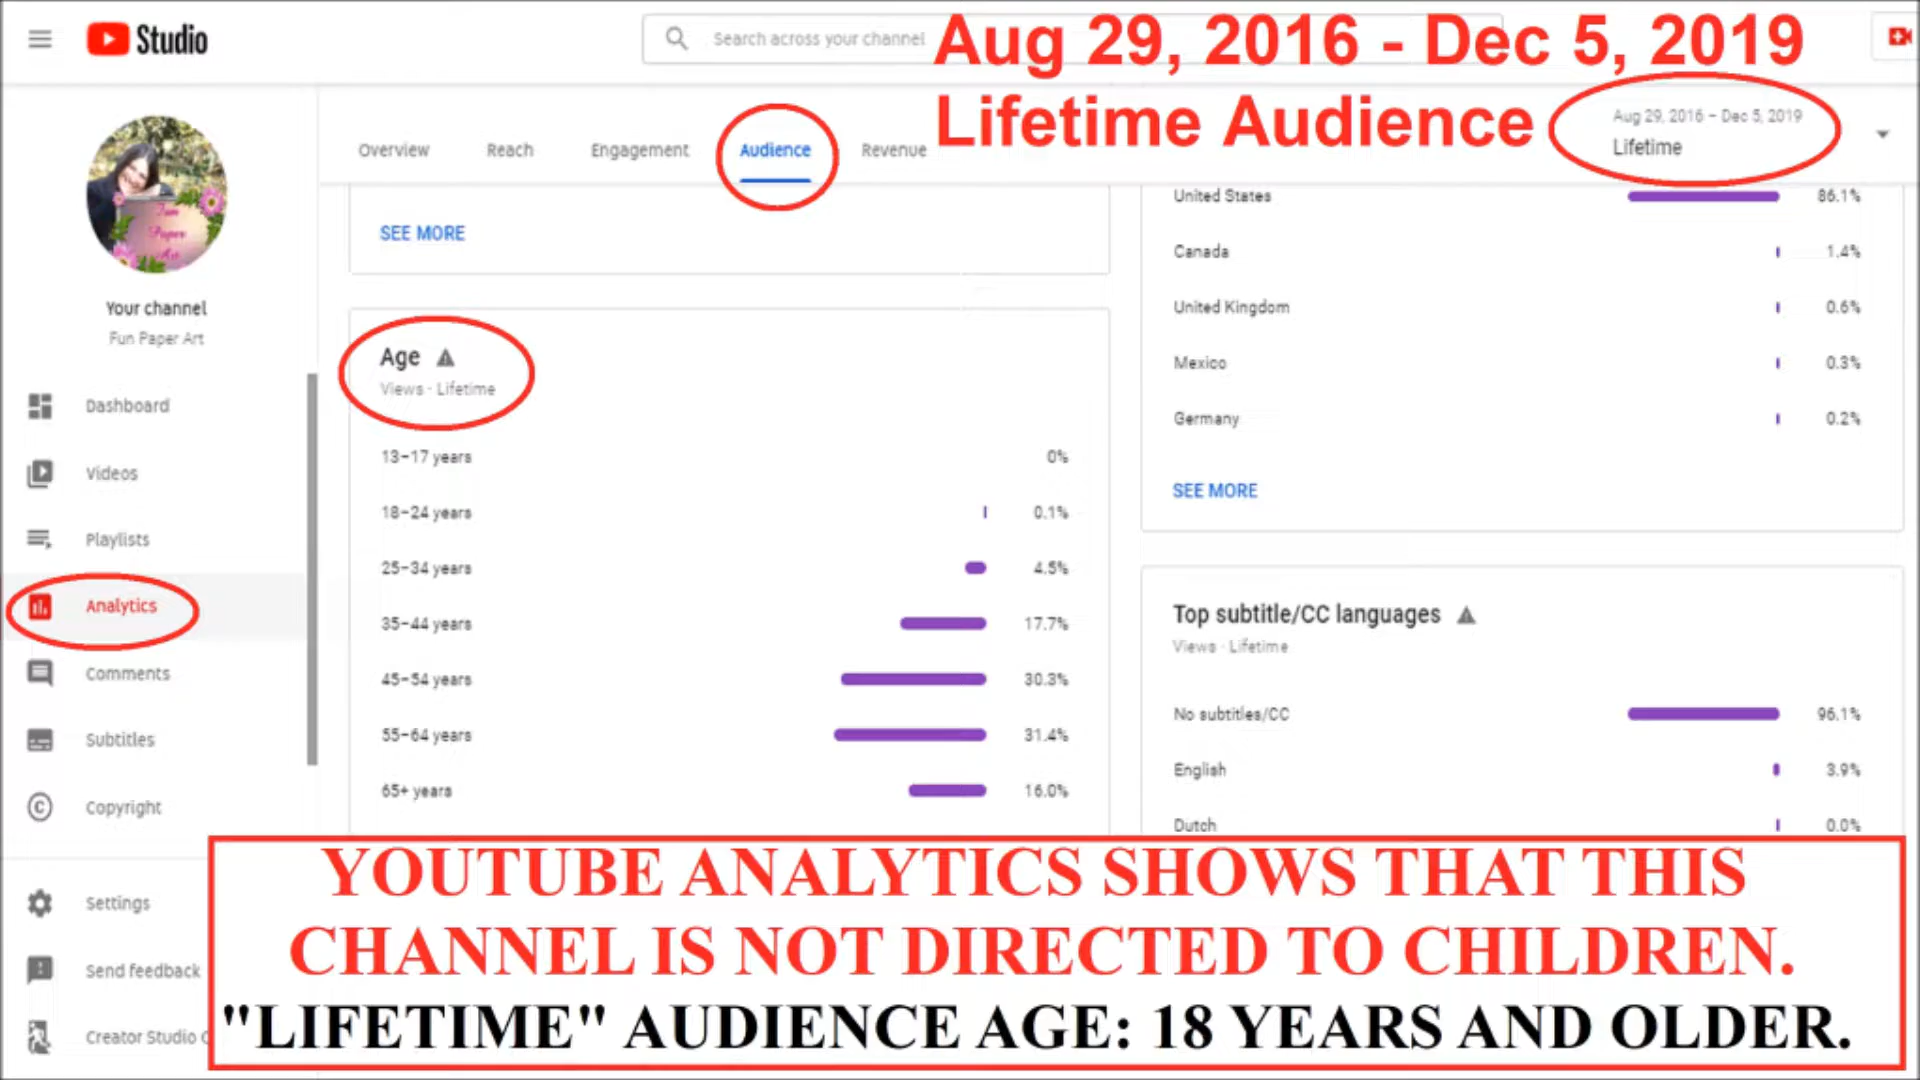 Studio
Search across your channel
Aug 29, 2016 - Dec 5, 2019
Lifetime Audience
Aug 29, 2016 – Dec 5, 2019
Lifetime
Overview
Reach
Engagement
Audience
Revenue
Fun
Paper
Art
Your channel
Fun Paper Art
Dashboard
Videos
Playlists
Analytics
Comments
Subtitles
Copyright
Settings
Send feedback
Creator Studio
SEE MORE
Age
Views · Lifetime
13–17 years 0%
18–24 years 0.1%
25–34 years 4.5%
35–44 years 17.7%
45–54 years 30.3%
55–64 years 31.4%
65+ years 16.0%
United States 86.1%
Canada 1.4%
United Kingdom 0.6%
Mexico 0.3%
Germany 0.2%
SEE MORE
Top subtitle/CC languages
Views · Lifetime
No subtitles/CC 96.1%
English 3.9%
Dutch 0.0%
YOUTUBE ANALYTICS SHOWS THAT THIS
CHANNEL IS NOT DIRECTED TO CHILDREN.
"LIFETIME" AUDIENCE AGE: 18 YEARS AND OLDER.